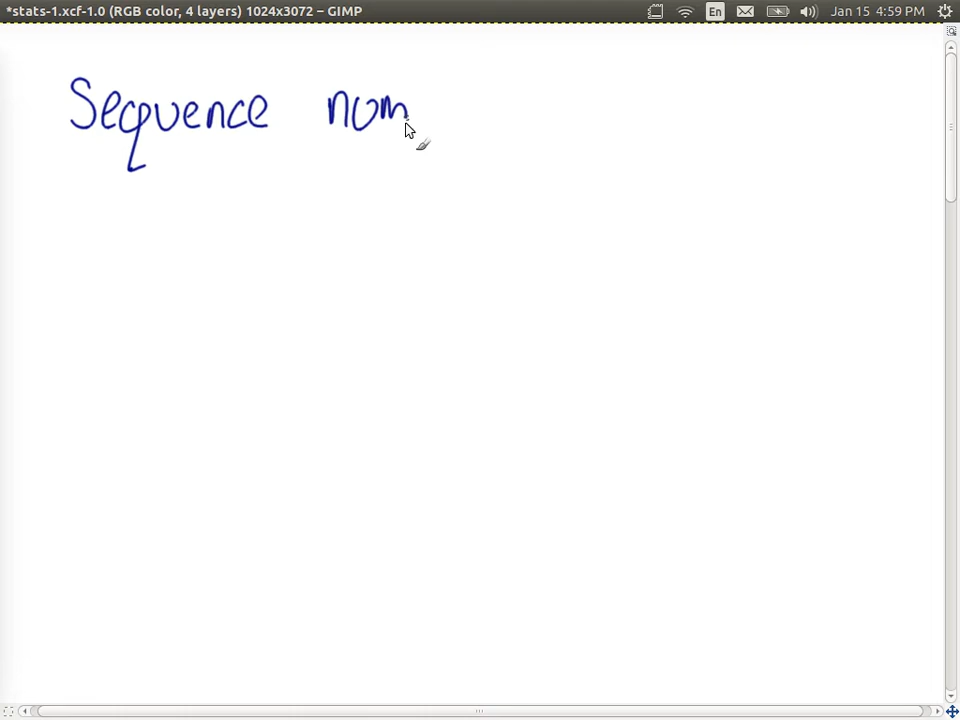 *stats-1.xcf-1.0 (RGB color, 4 layers) 1024x3072 – GIMP En Jan 15 4:59 PM
Sequence num